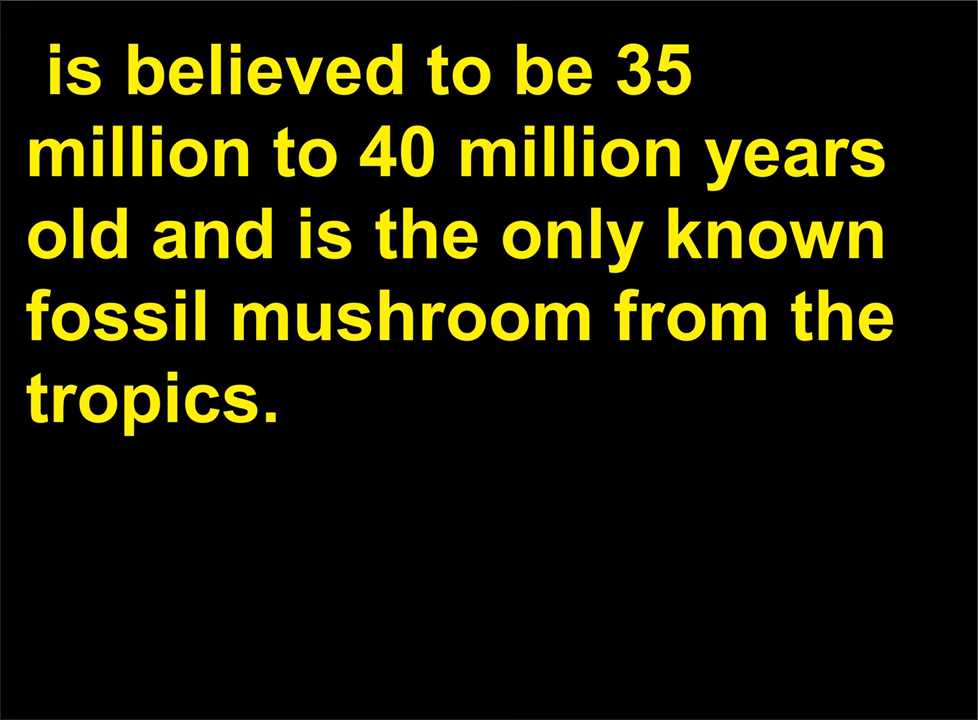 is believed to be 35
million to 40 million years
old and is the only known
fossil mushroom from the
tropics.